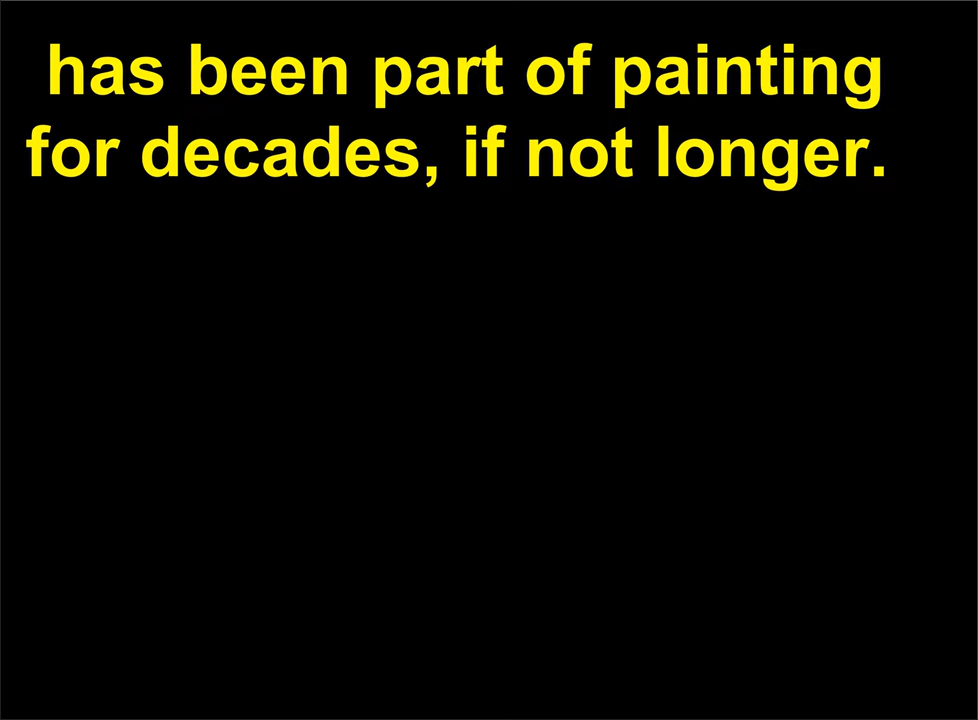 has been part of painting
for decades, if not longer.